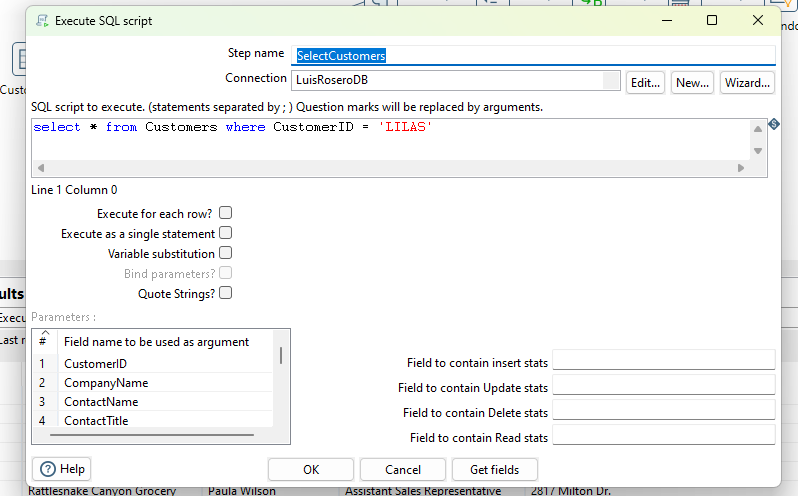 Execute SQL script
Step name SelectCustomers
Connection LuisRoseroDB Edit... New... Wizard...
SQL script to execute. (statements separated by ; ) Question marks will be replaced by arguments.
select * from Customers where CustomerID = 'LILAS'
Line 1 Column 0
Execute for each row?
Execute as a single statement
Variable substitution
Bind parameters?
Quote Strings?
Parameters :
# Field name to be used as argument
1 CustomerID
2 CompanyName
3 ContactName
4 ContactTitle
Field to contain insert stats
Field to contain Update stats
Field to contain Delete stats
Field to contain Read stats
Help OK Cancel Get fields
Rattlesnake Canyon Grocery Paula Wilson Assistant Sales Representative 2817 Milton Dr.